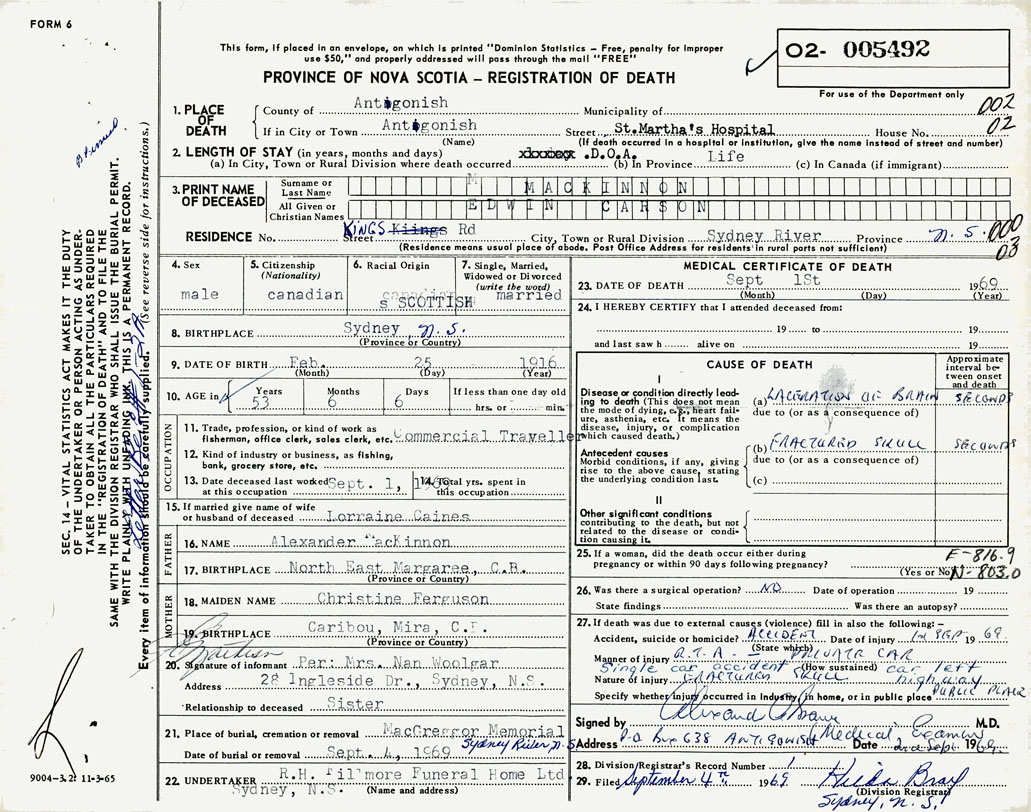 FORM 6
This form, if placed in an envelope, on which is printed "Dominion Statistics – Free, penalty for improper
use $50," and properly addressed will pass through the mail "FREE"
PROVINCE OF NOVA SCOTIA – REGISTRATION OF DEATH
02- 005492
For use of the Department only
002
02
1. PLACE OF DEATH
County of Antigonish Municipality of
If in City or Town Antigonish Street St.Martha's Hospital House No.
(Name) (If death occurred in a hospital or institution, give the name instead of street and number)
2. LENGTH OF STAY (in years, months and days)
(a) In City, Town or Rural Division where death occurred .D.O.A. (b) In Province Life (c) In Canada (if immigrant)
3. PRINT NAME OF DECEASED
Surname or Last Name MACKINNON
All Given or Christian Names EDWIN CARSON
RESIDENCE No. KINGS Street Kiings Rd City, Town or Rural Division Sydney River Province N.S. 000
03
(Residence means usual place of abode. Post Office Address for residents in rural parts not sufficient)
4. Sex
male
5. Citizenship
(Nationality)
canadian
6. Racial Origin
SCOTTISH
7. Single, Married, Widowed or Divorced
(write the word)
married
8. BIRTHPLACE Sydney N.S.
(Province or Country)
9. DATE OF BIRTH Feb. 25 1916
(Month) (Day) (Year)
10. AGE in Years 53 Months 6 Days 6 If less than one day old
hrs. or min.
OCCUPATION
11. Trade, profession, or kind of work as
fisherman, office clerk, sales clerk, etc. Commercial Traveller
12. Kind of industry or business, as fishing,
bank, grocery store, etc.
13. Date deceased last worked
at this occupation Sept. 1, 1969
14. Total yrs. spent in
this occupation
15. If married give name of wife
or husband of deceased Lorraine Caines
FATHER
16. NAME Alexander MacKinnon
17. BIRTHPLACE North East Margaree, C.B.
(Province or Country)
MOTHER
18. MAIDEN NAME Christine Ferguson
19. BIRTHPLACE Caribou, Mira, C.B.
(Province or Country)
20. Signature of informant Per: Mrs. Nan Woolgar
Address 28 Ingleside Dr., Sydney, N.S.
Relationship to deceased Sister
21. Place of burial, cremation or removal MacGreggor Memorial
Sydney River N.S.
Date of burial or removal Sept. 4, 1969
22. UNDERTAKER R.H. Fillmore Funeral Home Ltd
Sydney, N.S. (Name and address)
MEDICAL CERTIFICATE OF DEATH
23. DATE OF DEATH Sept 1St 1969
(Month) (Day) (Year)
24. I HEREBY CERTIFY that I attended deceased from:
19 to 19
and last saw h alive on 19
CAUSE OF DEATH
Approximate interval between onset and death
I
Disease or condition directly leading to death (This does not mean the mode of dying, e.g., heart failure, asthenia, etc. It means the disease, injury, or complication which caused death.)
(a) LACERATION OF BRAIN SECONDS
due to (or as a consequence of)
Antecedent causes
Morbid conditions, if any, giving rise to the above cause, stating the underlying condition last.
(b) FRACTURED SKULL SECONDS
due to (or as a consequence of)
(c)
II
Other significant conditions
contributing to the death, but not related to the disease or condition causing it.
25. If a woman, did the death occur either during
pregnancy or within 90 days following pregnancy?
(Yes or No)
E-816.9
N-803.0
26. Was there a surgical operation? NO Date of operation 19
State findings Was there an autopsy?
27. If death was due to external causes (violence) fill in also the following:–
Accident, suicide or homicide? ACCIDENT Date of injury 1st SEPT 1969.
(State which)
Manner of injury R.T.A. – PRIVATE CAR
Single car accident (How sustained) car left
Nature of injury FRACTURED SKULL highway
Specify whether injury occurred in Industry, in home, or in public place PUBLIC PLACE
Signed by M.D.
Medical Examiner
Address P.O Box 638 ANTIGONISH Date 2nd Sept 1969.
28. Division Registrar's Record Number 1
29. Filed September 4th 1969 Hilda Bray
(Division Registrar)
Sydney, N.S.
SEC. 14 – VITAL STATISTICS ACT MAKES IT THE DUTY
OF THE UNDERTAKER OR PERSON ACTING AS UNDER-
TAKER TO OBTAIN ALL THE PARTICULARS REQUIRED
IN THE "REGISTRATION OF DEATH" AND TO FILE THE
SAME WITH THE DIVISION REGISTRAR WHO SHALL ISSUE THE BURIAL PERMIT.
WRITE PLAINLY WITH UNFADING INK. THIS IS A PERMANENT RECORD.
Every item of information should be carefully supplied. (See reverse side for instructions.)
9004–3.2: 11-3-65